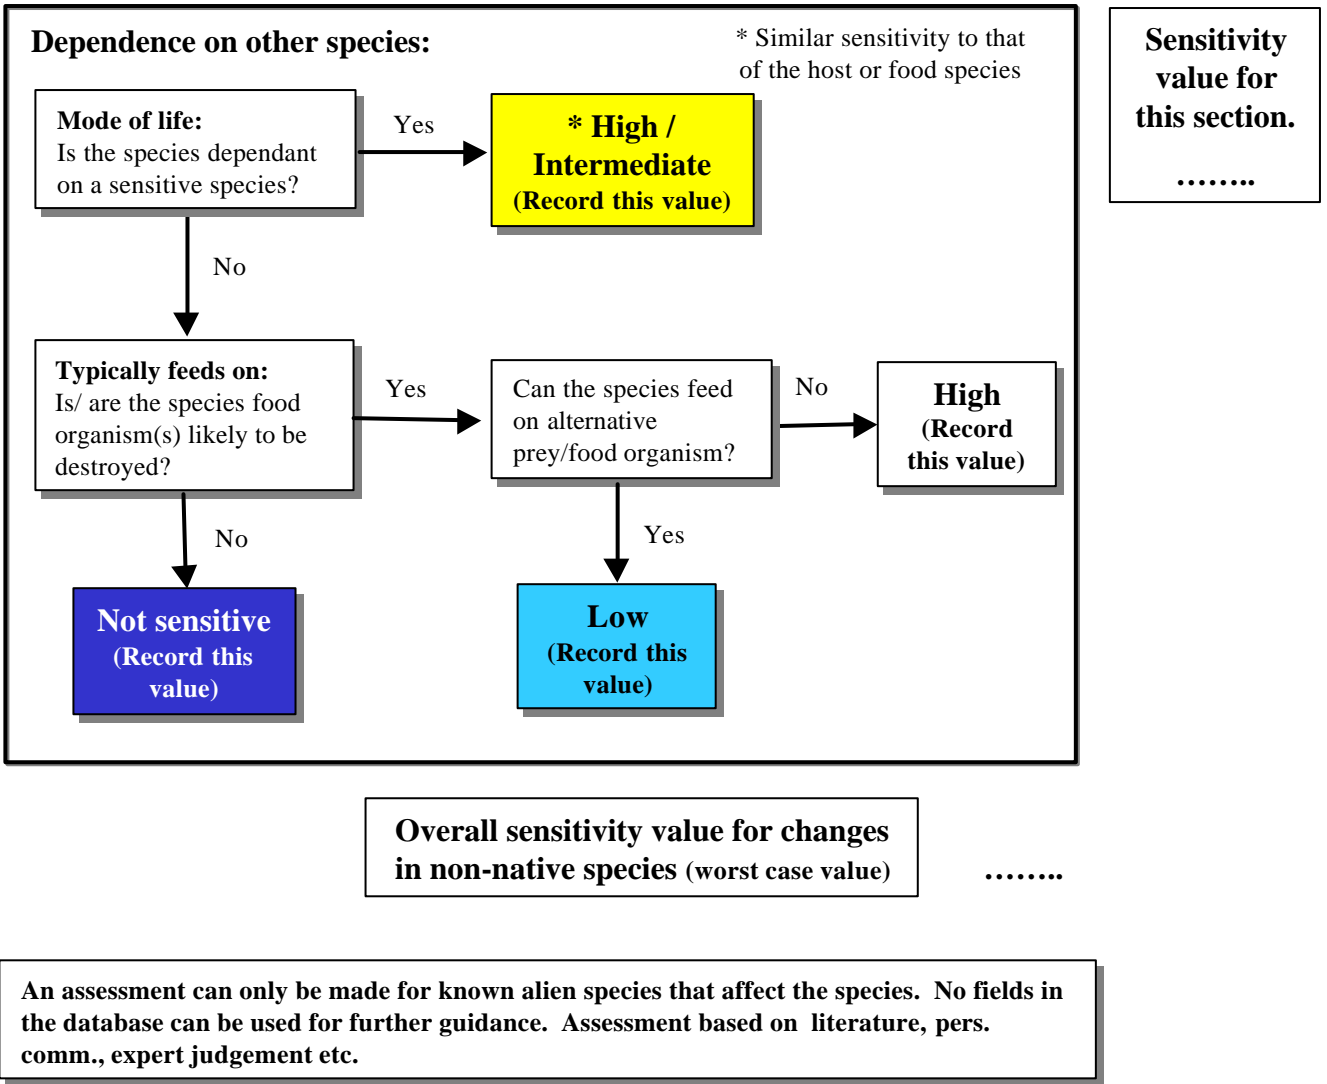 Dependence on other species:
* Similar sensitivity to that
of the host or food species
Sensitivity
value for
this section.
……..
Mode of life:
Is the species dependant
on a sensitive species?
Yes
* High /
Intermediate
(Record this value)
No
Typically feeds on:
Is/ are the species food
organism(s) likely to be
destroyed?
Yes
Can the species feed
on alternative
prey/food organism?
No
High
(Record
this value)
No
Yes
Not sensitive
(Record this
value)
Low
(Record this
value)
Overall sensitivity value for changes
in non-native species (worst case value)
……..
An assessment can only be made for known alien species that affect the species.  No fields in
the database can be used for further guidance.  Assessment based on  literature, pers.
comm., expert judgement etc.